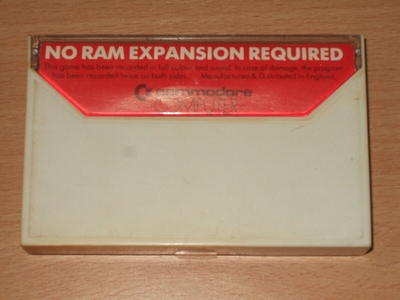 NO RAM EXPANSION REQUIRED
This game has been recorded in full colour and sound. In case of damage, the program
has been recorded twice on both sides. Manufactured & Distributed in England.
commodore
COMPUTER